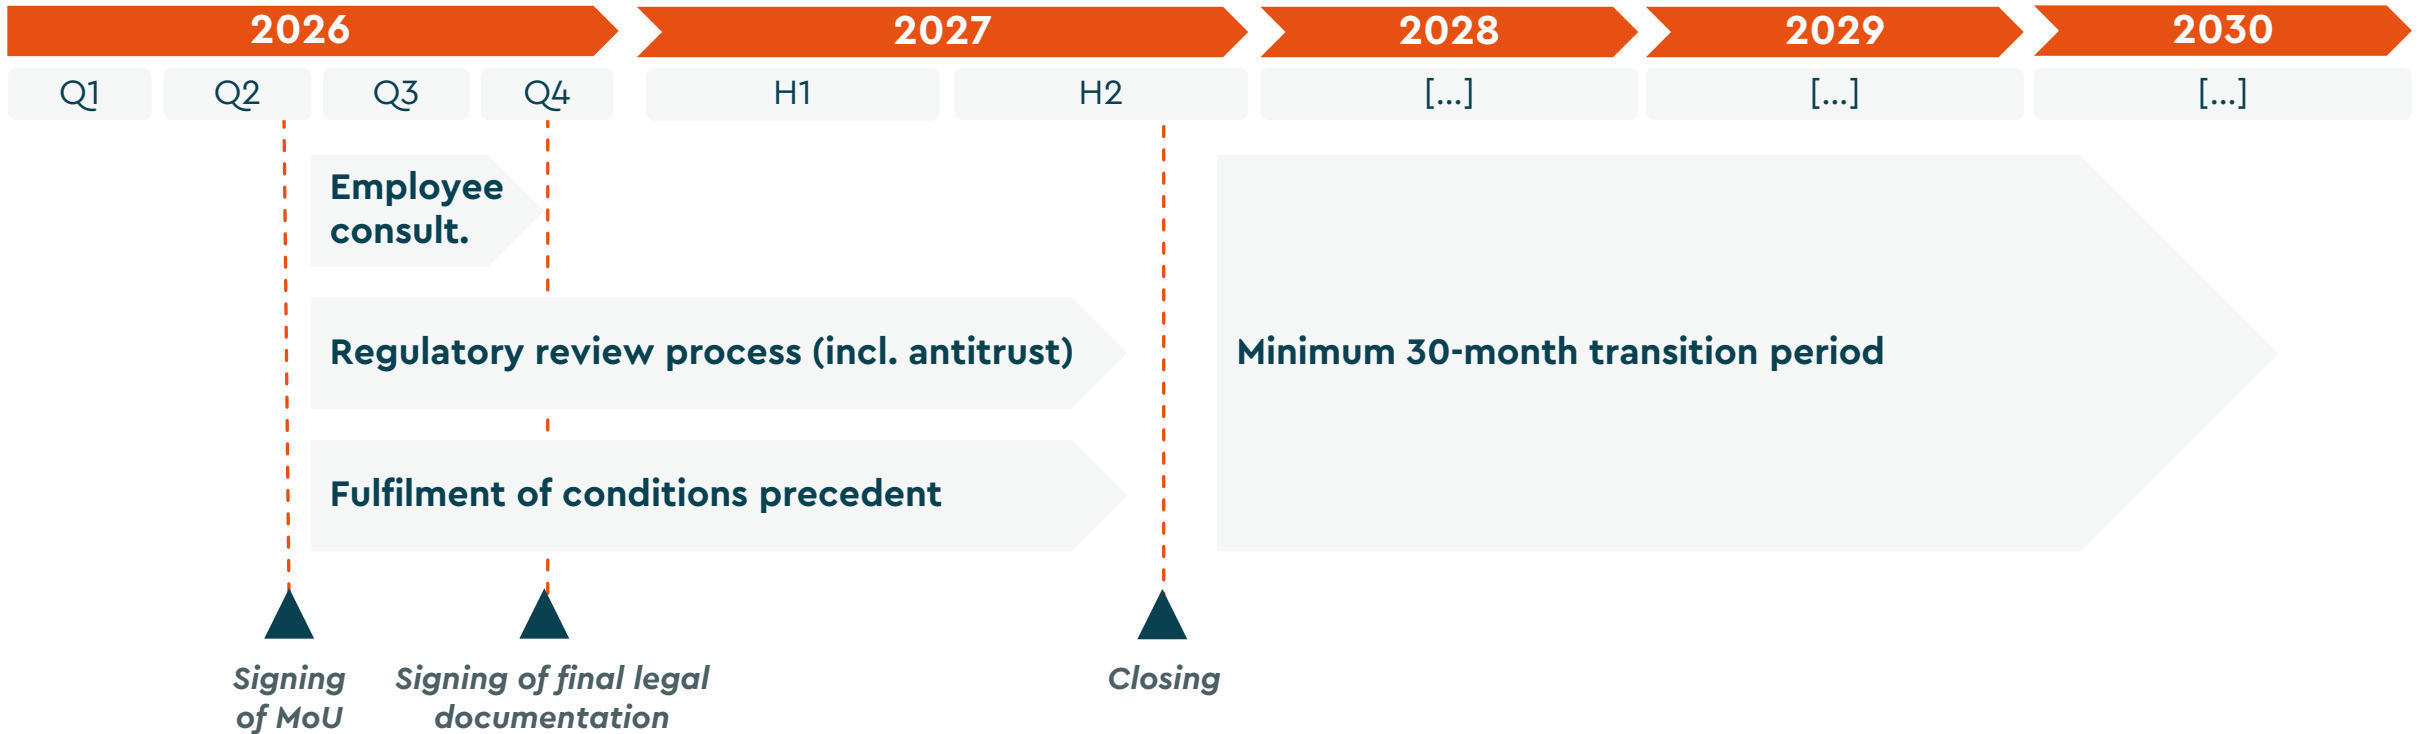 2026
2027
2028
2029
2030
Q1
Q2
Q3
Q4
H1
H2
[...]
[...]
[...]
Employee
consult.
Regulatory review process (incl. antitrust)
Minimum 30-month transition period
Fulfilment of conditions precedent
Signing
of MoU
Signing of final legal
documentation
Closing